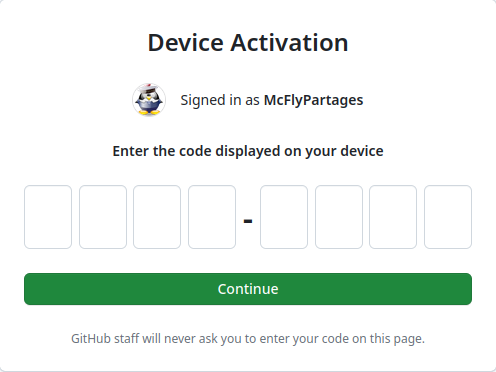 Device Activation
Signed in as McFlyPartages
Enter the code displayed on your device
-
Continue
GitHub staff will never ask you to enter your code on this page.